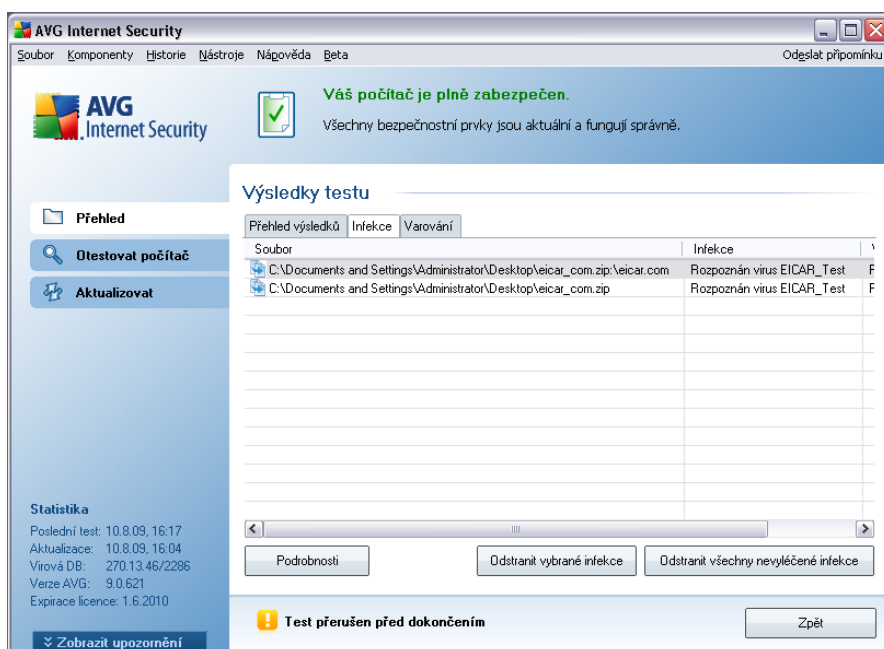 AVG Internet Security
Soubor Komponenty Historie Nástroje Nápověda Beta Odeslat připomínku
AVG
Internet Security
Váš počítač je plně zabezpečen.
Všechny bezpečnostní prvky jsou aktuální a fungují správně.
Přehled
Otestovat počítač
Aktualizovat
Výsledky testu
Přehled výsledků Infekce Varování
Soubor Infekce
C:\Documents and Settings\Administrator\Desktop\eicar_com.zip:\eicar.com Rozpoznán virus EICAR_Test
C:\Documents and Settings\Administrator\Desktop\eicar_com.zip Rozpoznán virus EICAR_Test
Statistika
Poslední test: 10.8.09, 16:17
Aktualizace: 10.8.09, 16:04
Virová DB: 270.13.46/2286
Verze AVG: 9.0.621
Expirace licence: 1.6.2010
Zobrazit upozornění
Podrobnosti Odstranit vybrané infekce Odstranit všechny nevyléčené infekce
Test přerušen před dokončením
Zpět